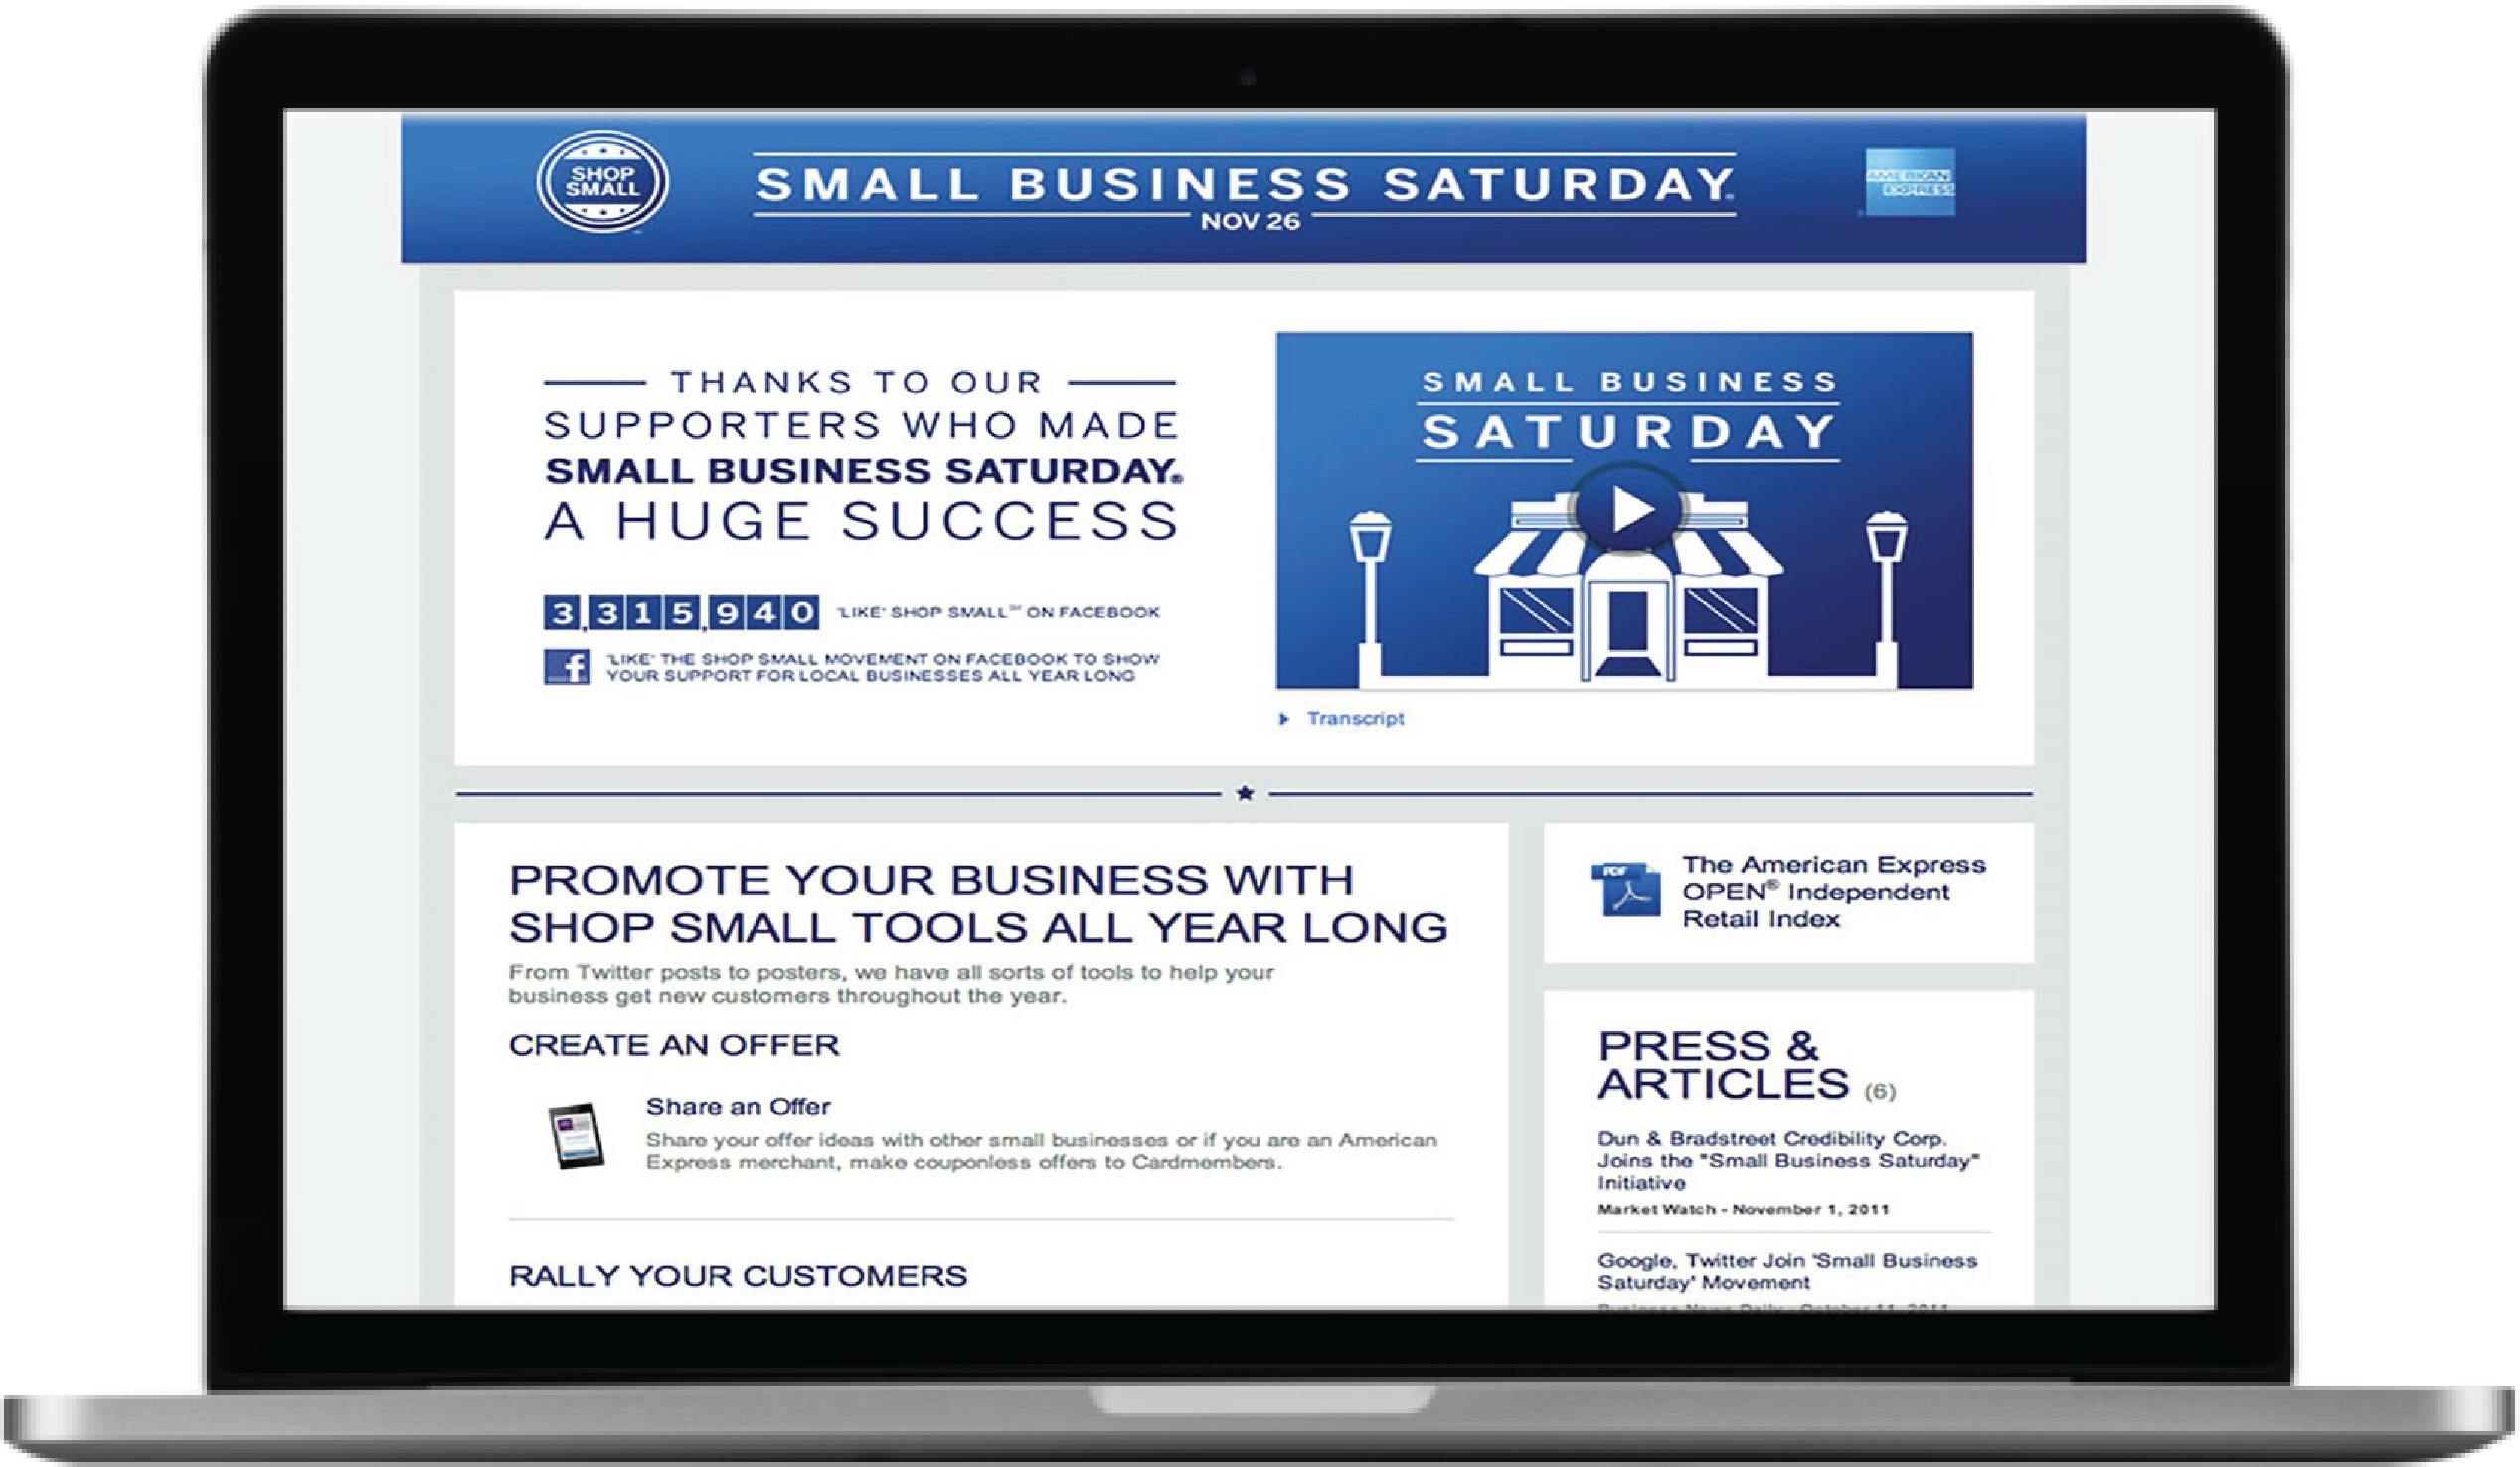 SHOP
SMALL
SMALL BUSINESS SATURDAY.
NOV 26
AMERICAN
EXPRESS
THANKS TO OUR
SUPPORTERS WHO MADE
SMALL BUSINESS SATURDAY®
A HUGE SUCCESS
3,315,940 'LIKE' SHOP SMALL℠ ON FACEBOOK
f 'LIKE' THE SHOP SMALL MOVEMENT ON FACEBOOK TO SHOW
YOUR SUPPORT FOR LOCAL BUSINESSES ALL YEAR LONG
SMALL BUSINESS
SATURDAY
Transcript
PROMOTE YOUR BUSINESS WITH
SHOP SMALL TOOLS ALL YEAR LONG
From Twitter posts to posters, we have all sorts of tools to help your
business get new customers throughout the year.
CREATE AN OFFER
Share an Offer
Share your offer ideas with other small businesses or if you are an American
Express merchant, make couponless offers to Cardmembers.
RALLY YOUR CUSTOMERS
PDF
The American Express
OPEN® Independent
Retail Index
PRESS &
ARTICLES (6)
Dun & Bradstreet Credibility Corp.
Joins the "Small Business Saturday"
Initiative
Market Watch - November 1, 2011
Google, Twitter Join 'Small Business
Saturday' Movement
Business News Daily - October 11, 2011